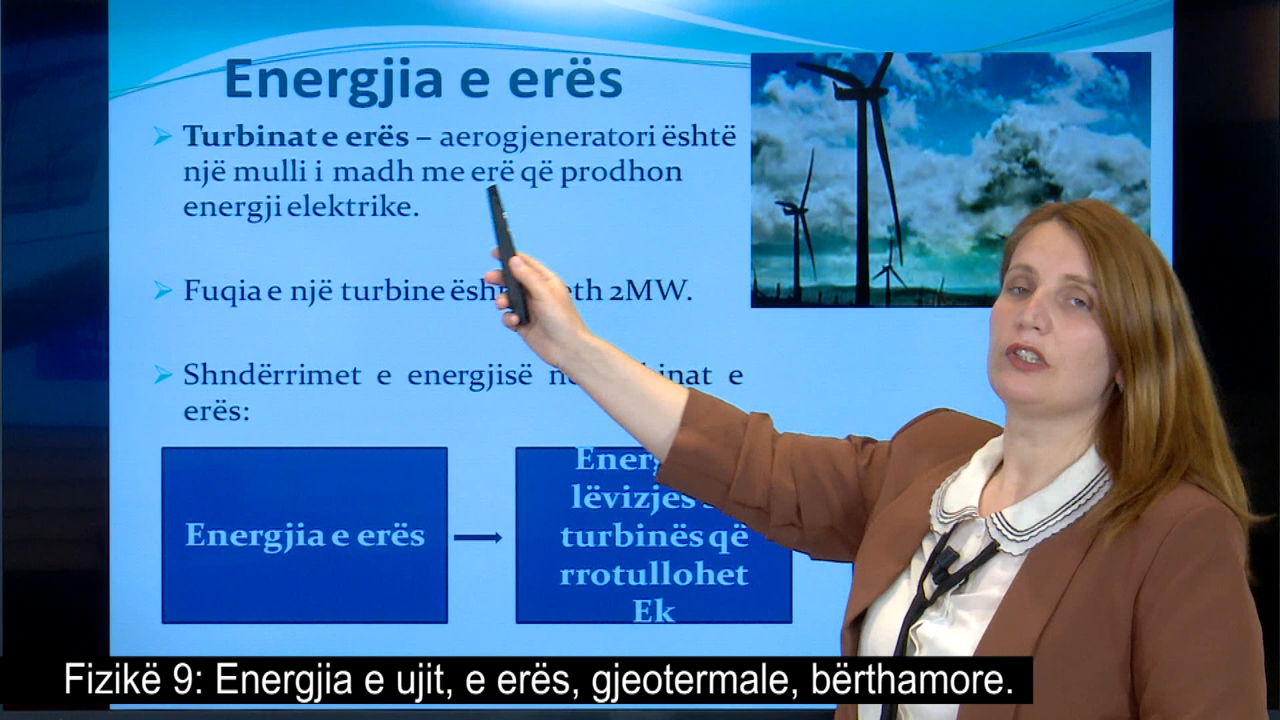 Energjia e erës
Turbinat e erës – aerogjeneratori është
një mulli i madh me erë që prodhon
energji elektrike.
Fuqia e një turbine 2MW.
Shndërrimet e energjisë e
erës:
Energjia e erës
lëvizjes
turbinës që
rrotullohet
Ek
Fizikë 9: Energjia e ujit, e erës, gjeotermale, bërthamore.